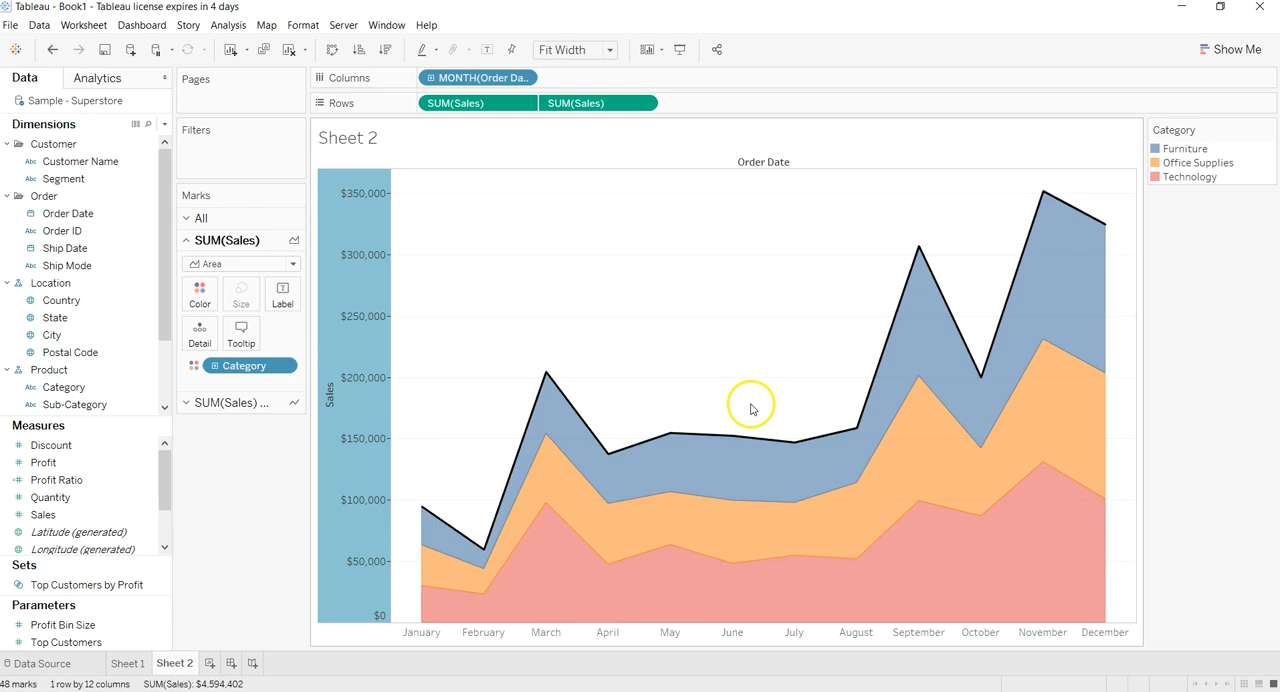 Tableau - Book1 - Tableau license expires in 4 days
File Data Worksheet Dashboard Story Analysis Map Format Server Window Help
Fit Width
Show Me
Data Analytics
Sample - Superstore
Dimensions
Customer
Abc Customer Name
Abc Segment
Order
Order Date
Abc Order ID
Ship Date
Abc Ship Mode
Location
Country
State
City
Postal Code
Product
Abc Category
Abc Sub-Category
Measures
# Discount
# Profit
=# Profit Ratio
# Quantity
# Sales
Latitude (generated)
Longitude (generated)
Sets
Top Customers by Profit
Parameters
# Profit Bin Size
# Top Customers
Pages
Filters
Marks
All
SUM(Sales)
Area
Color Size Label
Detail Tooltip
Category
SUM(Sales) ...
Columns MONTH(Order Da..
Rows SUM(Sales) SUM(Sales)
Sheet 2
Order Date
Sales
$350,000
$300,000
$250,000
$200,000
$150,000
$100,000
$50,000
$0
January February March April May June July August September October November December
Category
Furniture
Office Supplies
Technology
Data Source Sheet 1 Sheet 2
48 marks 1 row by 12 columns SUM(Sales): $4.594.402